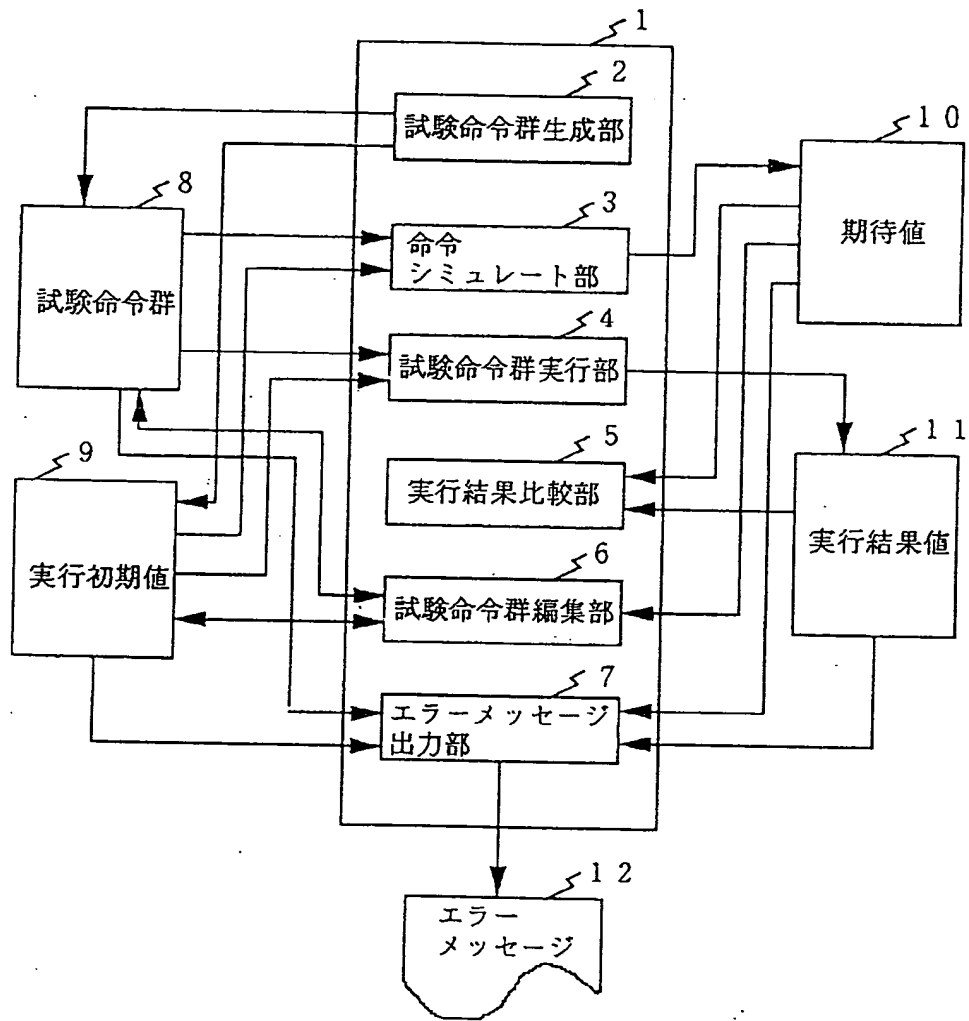 1
2
試験命令群生成部
10
8
3
期待値
命令
シミュレート部
試験命令群
4
試験命令群実行部
9
5
11
実行結果比較部
実行結果値
実行初期値
6
試験命令群編集部
7
エラーメッセージ
出力部
12
エラー
メッセージ